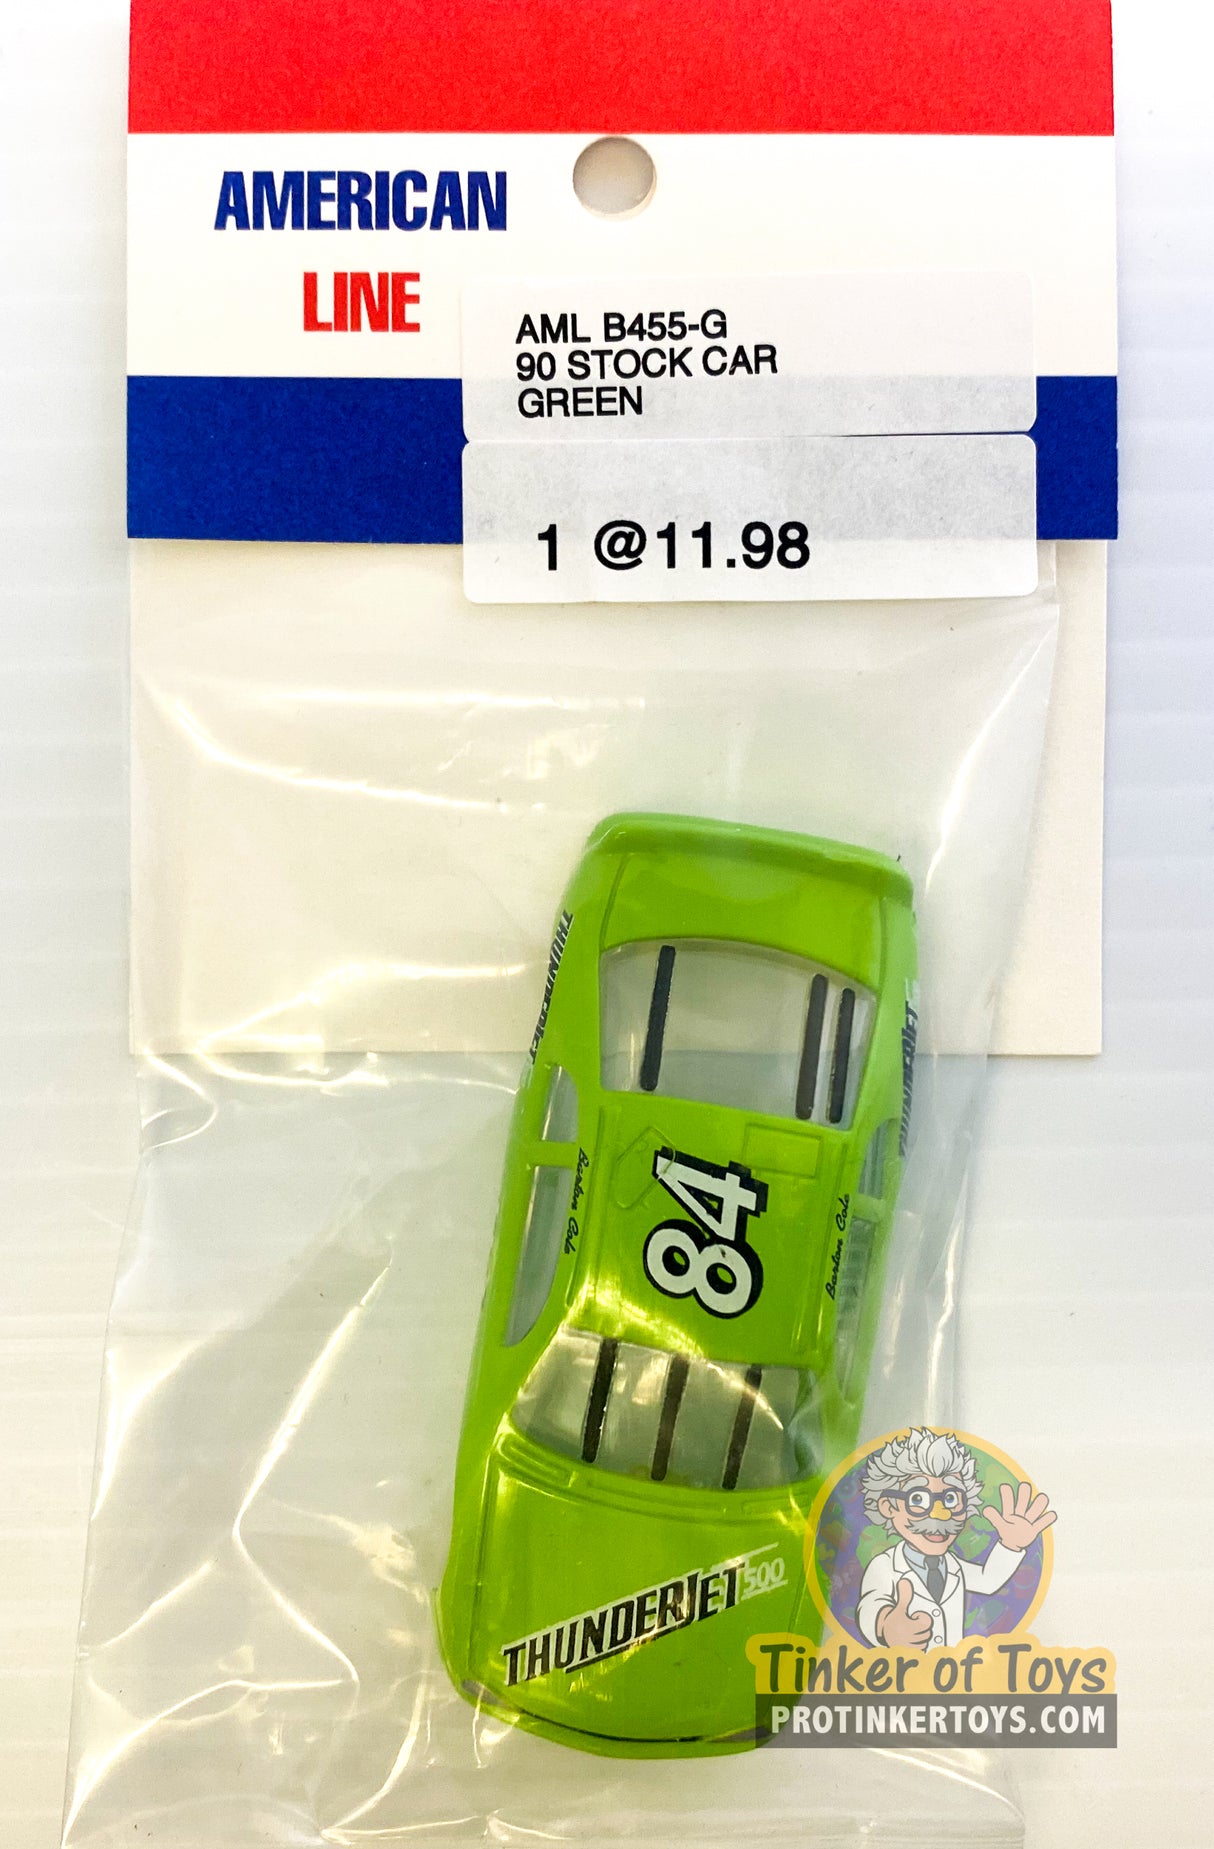 AMERICAN
LINE
AML B455-G
90 STOCK CAR
GREEN
1 @11.98
THUNDERJET
THUNDERJET
84
Barton Cole
Barton Cole
THUNDERJET 500
Tinker of Toys
PROTINKERTOYS.COM